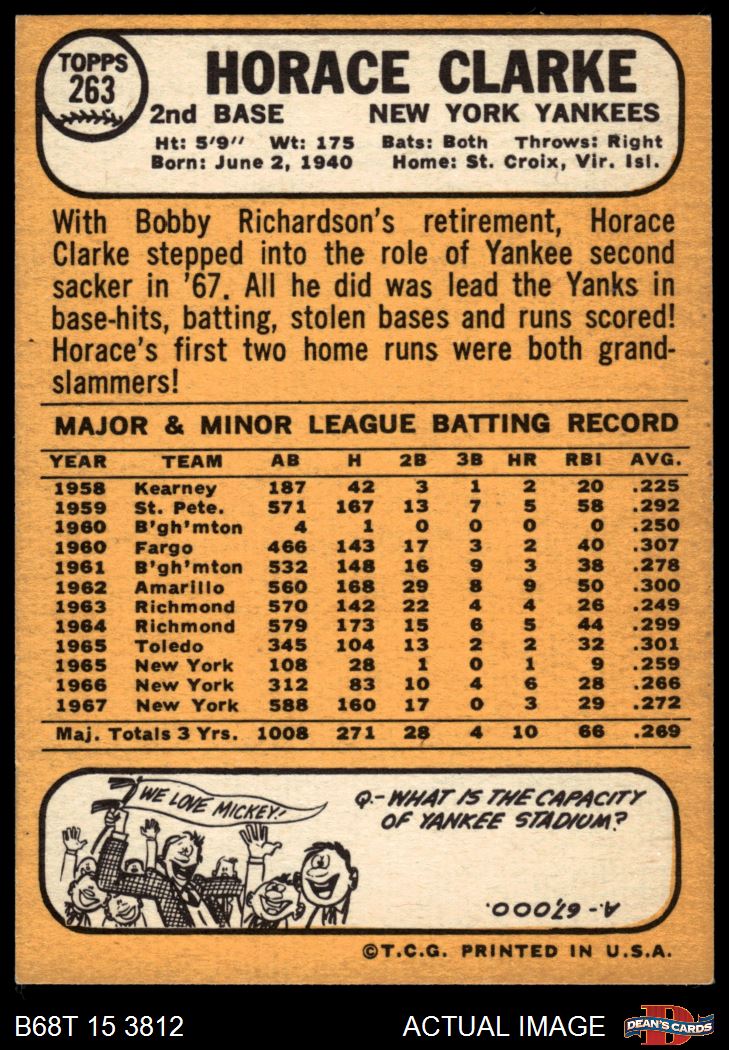 TOPPS
263
HORACE CLARKE
2nd BASE NEW YORK YANKEES
Ht: 5'9" Wt: 175 Bats: Both Throws: Right
Born: June 2, 1940 Home: St. Croix, Vir. Isl.
With Bobby Richardson's retirement, Horace
Clarke stepped into the role of Yankee second
sacker in '67. All he did was lead the Yanks in
base-hits, batting, stolen bases and runs scored!
Horace's first two home runs were both grand-
slammers!
MAJOR & MINOR LEAGUE BATTING RECORD
YEAR TEAM AB H 2B 3B HR RBI AVG.
1958 Kearney 187 42 3 1 2 20 .225
1959 St. Pete. 571 167 13 7 5 58 .292
1960 B'gh'mton 4 1 0 0 0 0 .250
1960 Fargo 466 143 17 3 2 40 .307
1961 B'gh'mton 532 148 16 9 3 38 .278
1962 Amarillo 560 168 29 8 9 50 .300
1963 Richmond 570 142 22 4 4 26 .249
1964 Richmond 579 173 15 6 5 44 .299
1965 Toledo 345 104 13 2 2 32 .301
1965 New York 108 28 1 0 1 9 .259
1966 New York 312 83 10 4 6 28 .266
1967 New York 588 160 17 0 3 29 .272
Maj. Totals 3 Yrs. 1008 271 28 4 10 66 .269
WE LOVE MICKEY!
Q.-WHAT IS THE CAPACITY
OF YANKEE STADIUM?
A.-67,000.
©T.C.G. PRINTED IN U.S.A.
B68T 15 3812 ACTUAL IMAGE
DEAN'S CARDS